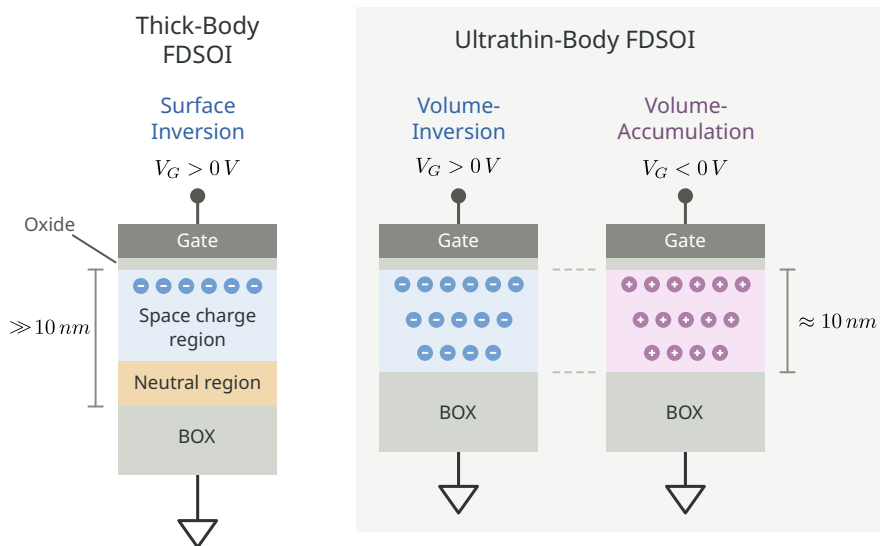 Thick-Body
FDSOI
Surface
Inversion
V_G > 0 V
Oxide
Gate
≫10 nm
Space charge
region
Neutral region
BOX
Ultrathin-Body FDSOI
Volume-
Inversion
V_G > 0 V
Gate
BOX
Volume-
Accumulation
V_G < 0 V
Gate
≈ 10 nm
BOX